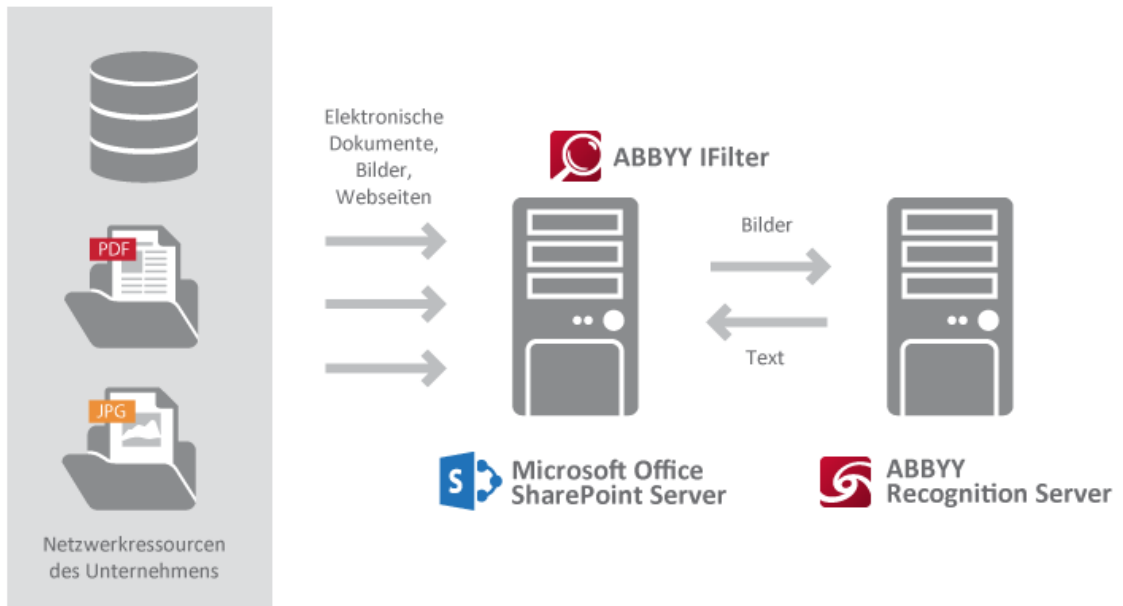 PDF
JPG
Netzwerkressourcen
des Unternehmens
Elektronische
Dokumente,
Bilder,
Webseiten
ABBYY IFilter
Bilder
Text
S
Microsoft Office
SharePoint Server
ABBYY
Recognition Server